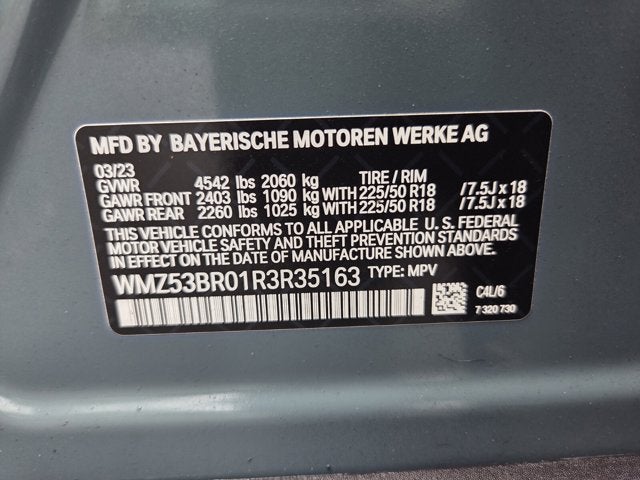 MFD BY BAYERISCHE MOTOREN WERKE AG
03/23
GVWR 4542 lbs 2060 kg TIRE / RIM
GAWR FRONT 2403 lbs 1090 kg WITH 225/50 R18 /7.5J x 18
GAWR REAR 2260 lbs 1025 kg WITH 225/50 R18 /7.5J x 18
THIS VEHICLE CONFORMS TO ALL APPLICABLE U. S. FEDERAL
MOTOR VEHICLE SAFETY AND THEFT PREVENTION STANDARDS
IN EFFECT ON THE DATE OF MANUFACTURE SHOWN ABOVE.
WMZ53BR01R3R35163 TYPE: MPV
C4L/6
7 320 730